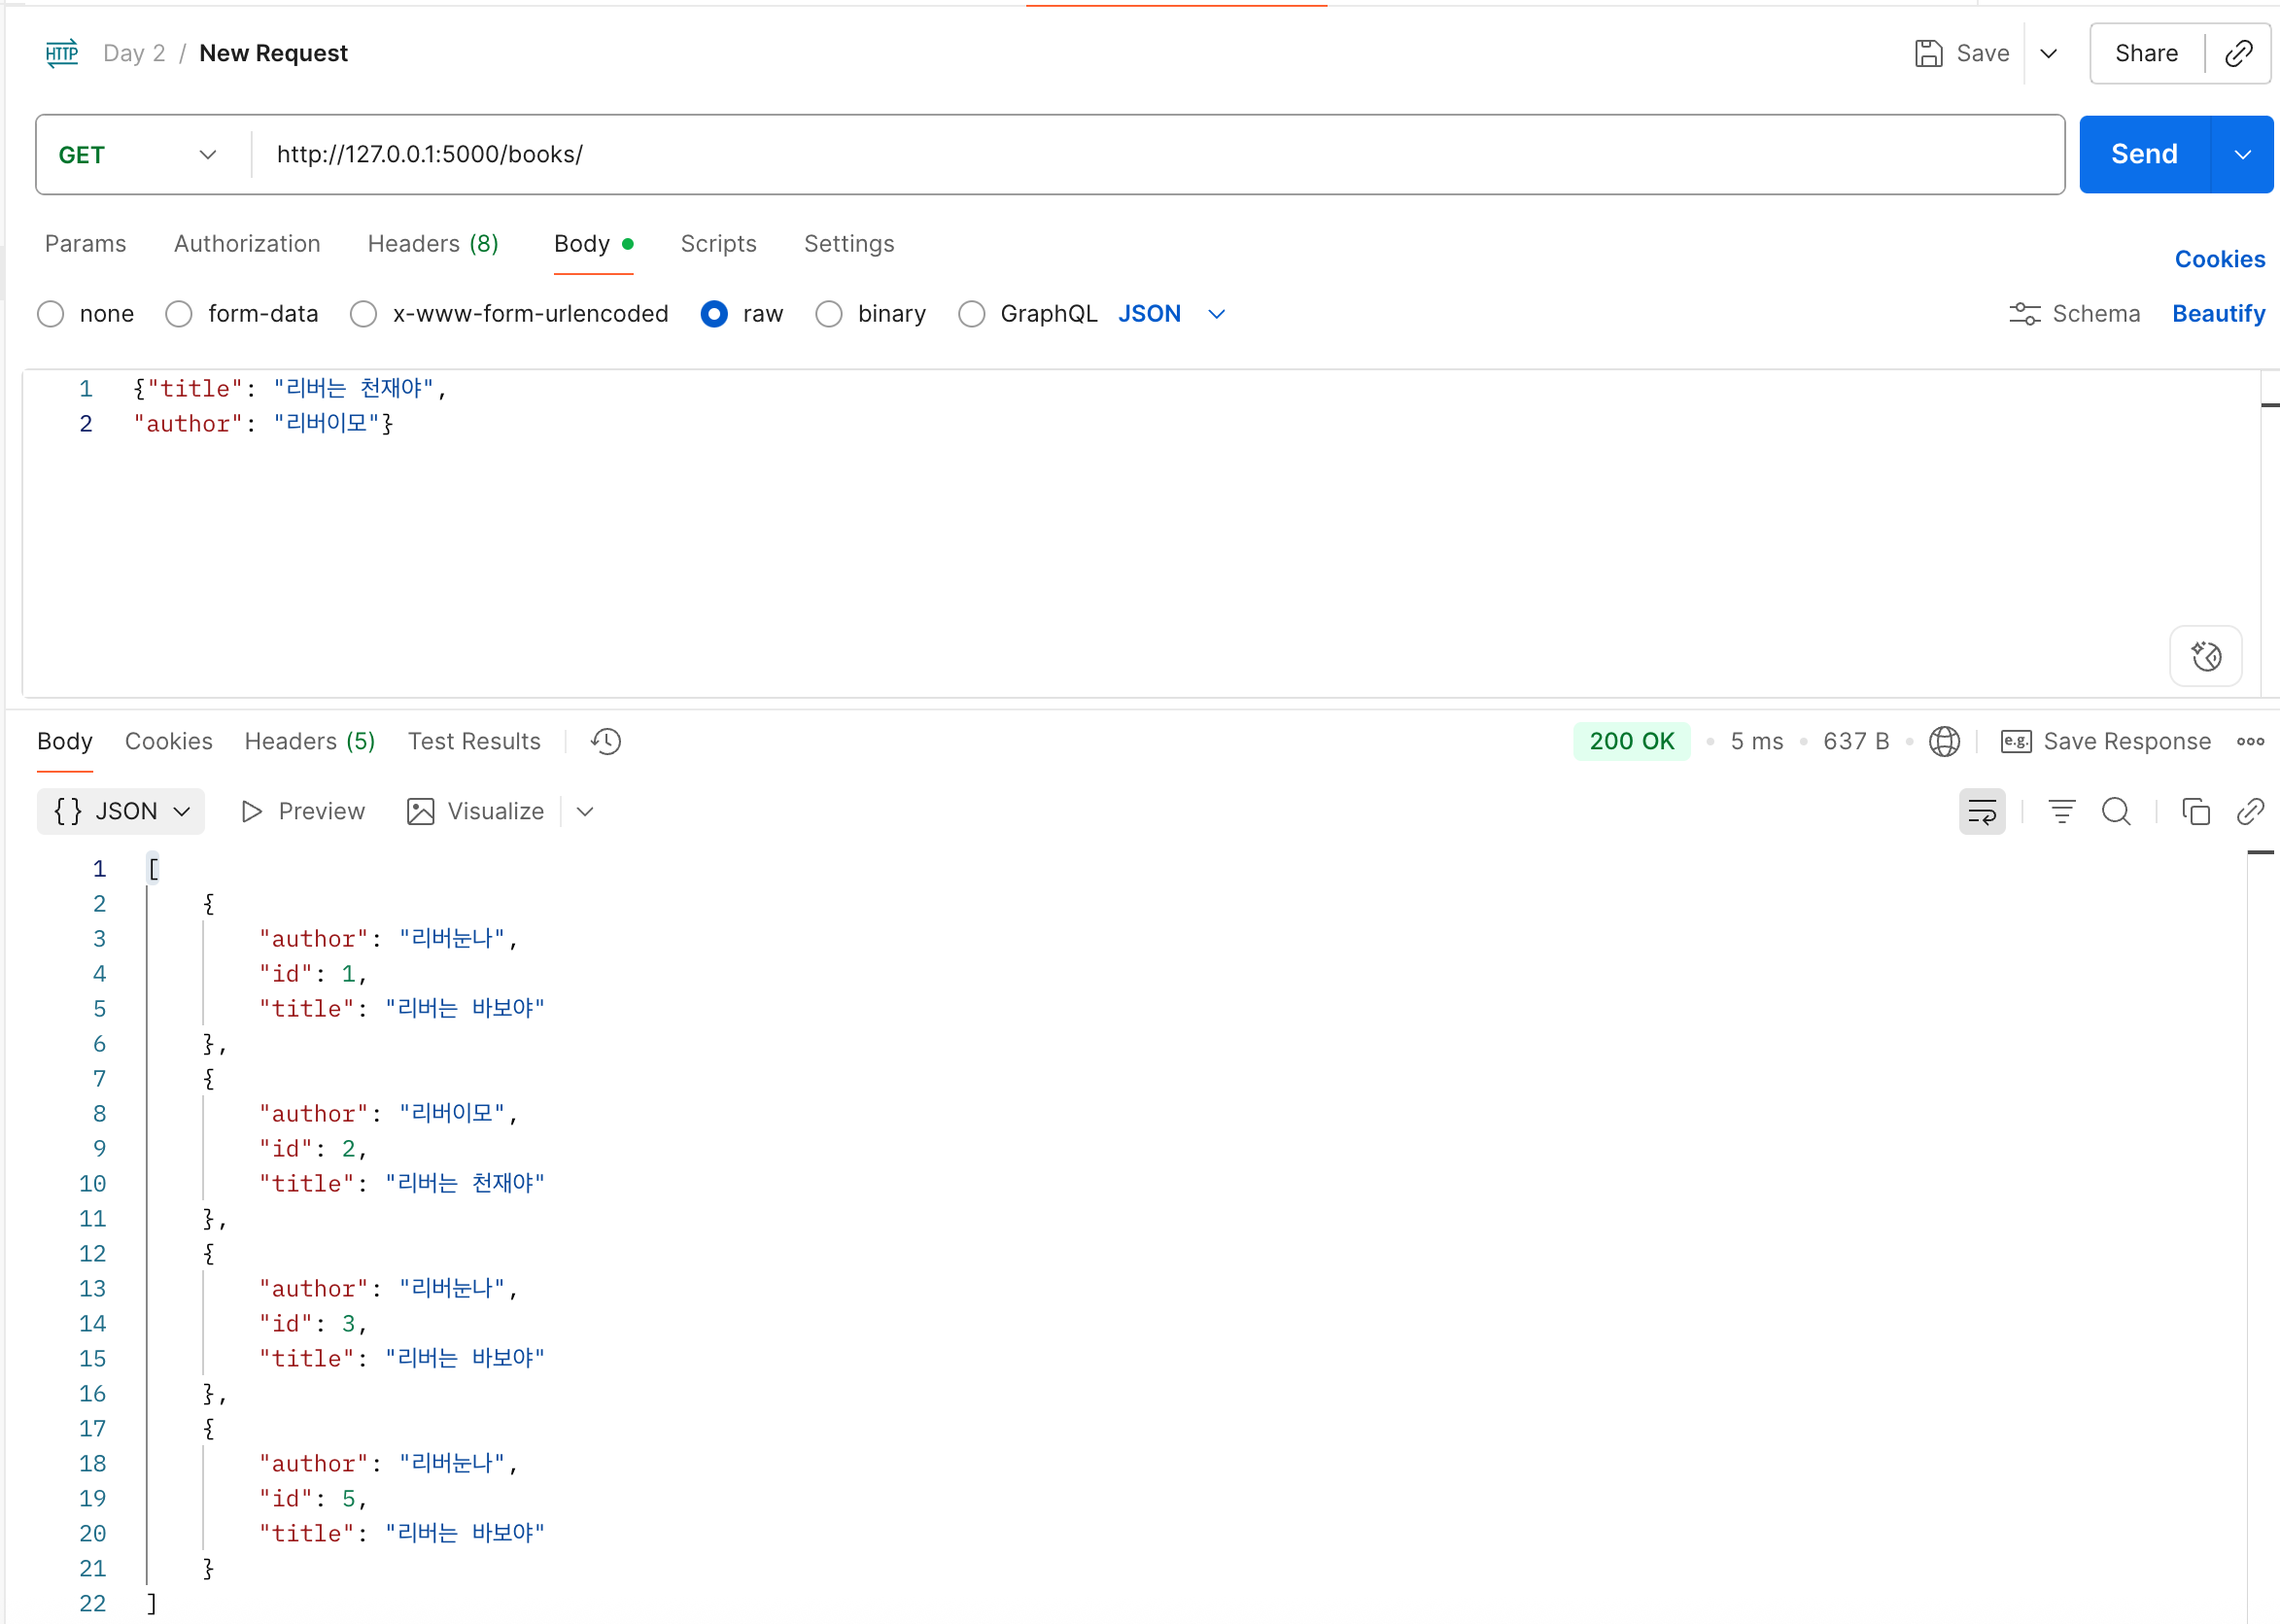 HTTP Day 2 / New Request Save Share
GET http://127.0.0.1:5000/books/ Send
Params Authorization Headers (8) Body Scripts Settings Cookies
none form-data x-www-form-urlencoded raw binary GraphQL JSON Schema Beautify
1 {"title": "리버는 천재야",
2 "author": "리버이모"}
Body Cookies Headers (5) Test Results 200 OK • 5 ms • 637 B • e.g. Save Response
{} JSON Preview Visualize
1 [
2 {
3 "author": "리버눈나",
4 "id": 1,
5 "title": "리버는 바보야"
6 },
7 {
8 "author": "리버이모",
9 "id": 2,
10 "title": "리버는 천재야"
11 },
12 {
13 "author": "리버눈나",
14 "id": 3,
15 "title": "리버는 바보야"
16 },
17 {
18 "author": "리버눈나",
19 "id": 5,
20 "title": "리버는 바보야"
21 }
22 ]